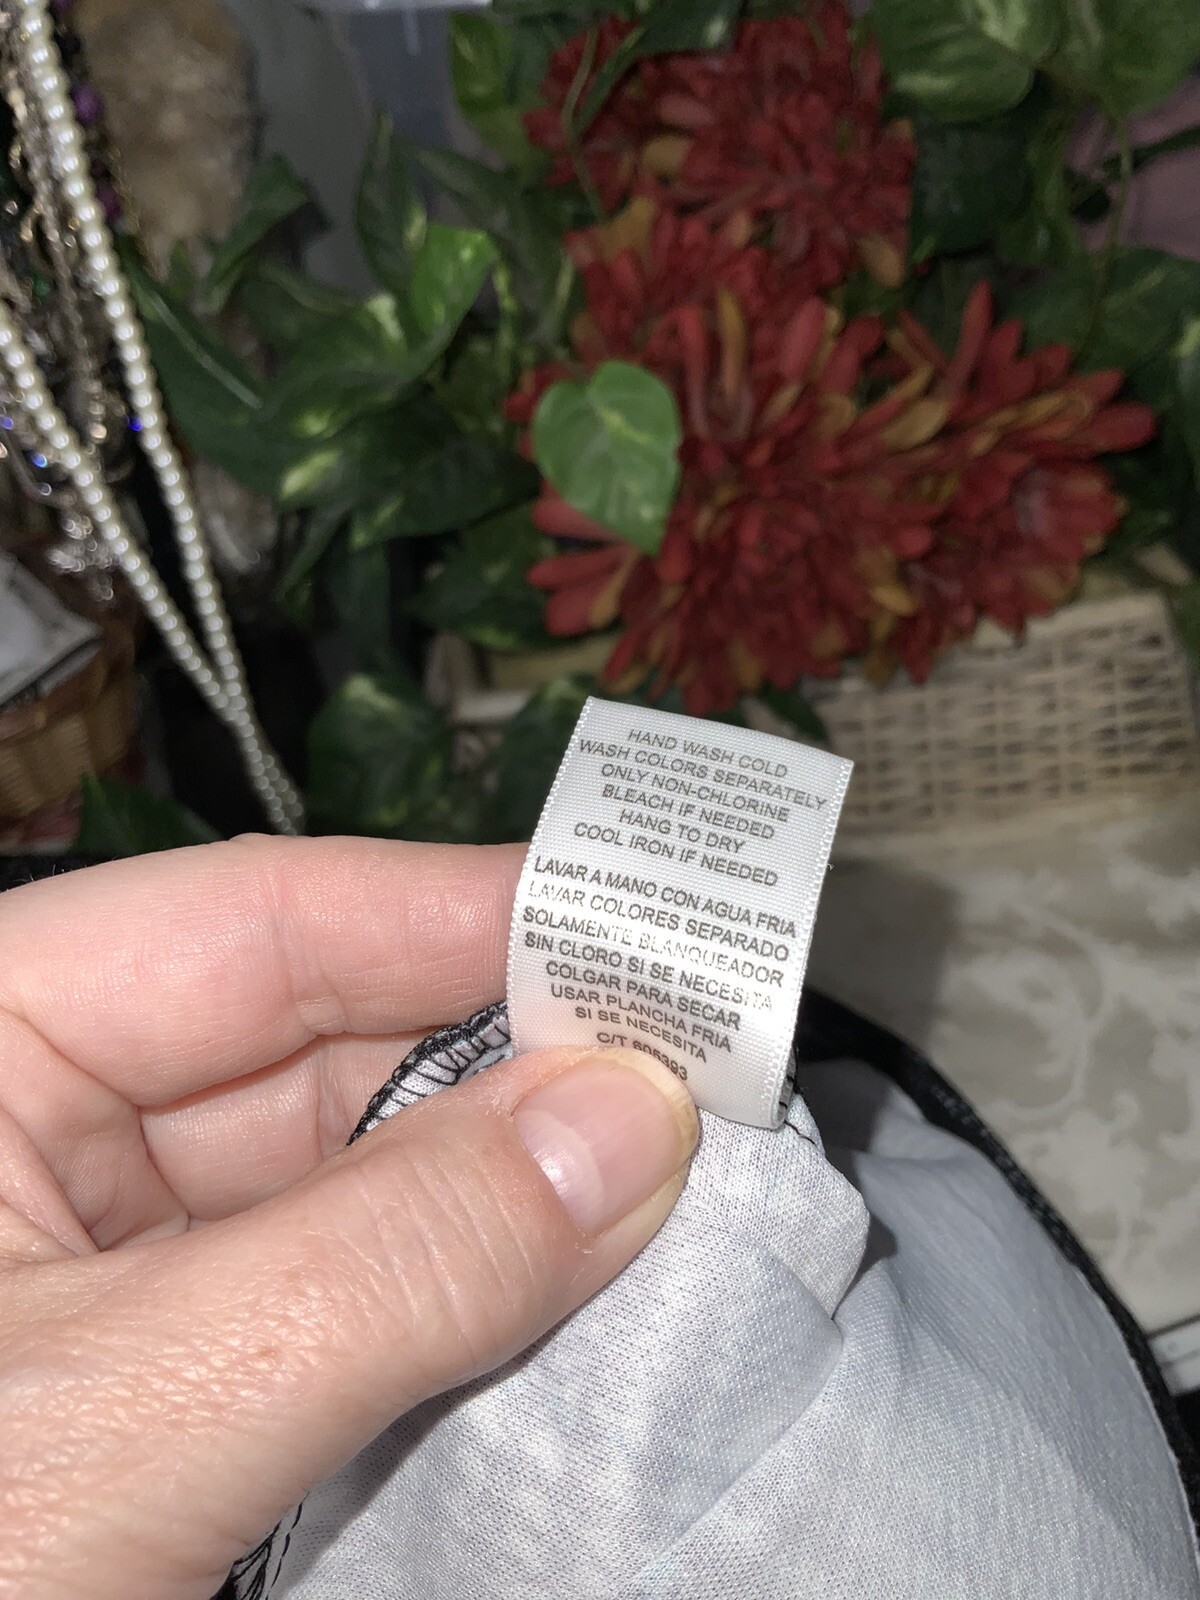 HAND WASH COLD
WASH COLORS SEPARATELY
ONLY NON-CHLORINE
BLEACH IF NEEDED
HANG TO DRY
COOL IRON IF NEEDED
LAVAR A MANO CON AGUA FRIA
LAVAR COLORES SEPARADO
SOLAMENTE BLANQUEADOR
SIN CLORO SI SE NECESITA
COLGAR PARA SECAR
USAR PLANCHA FRIA
SI SE NECESITA
C/T 605393